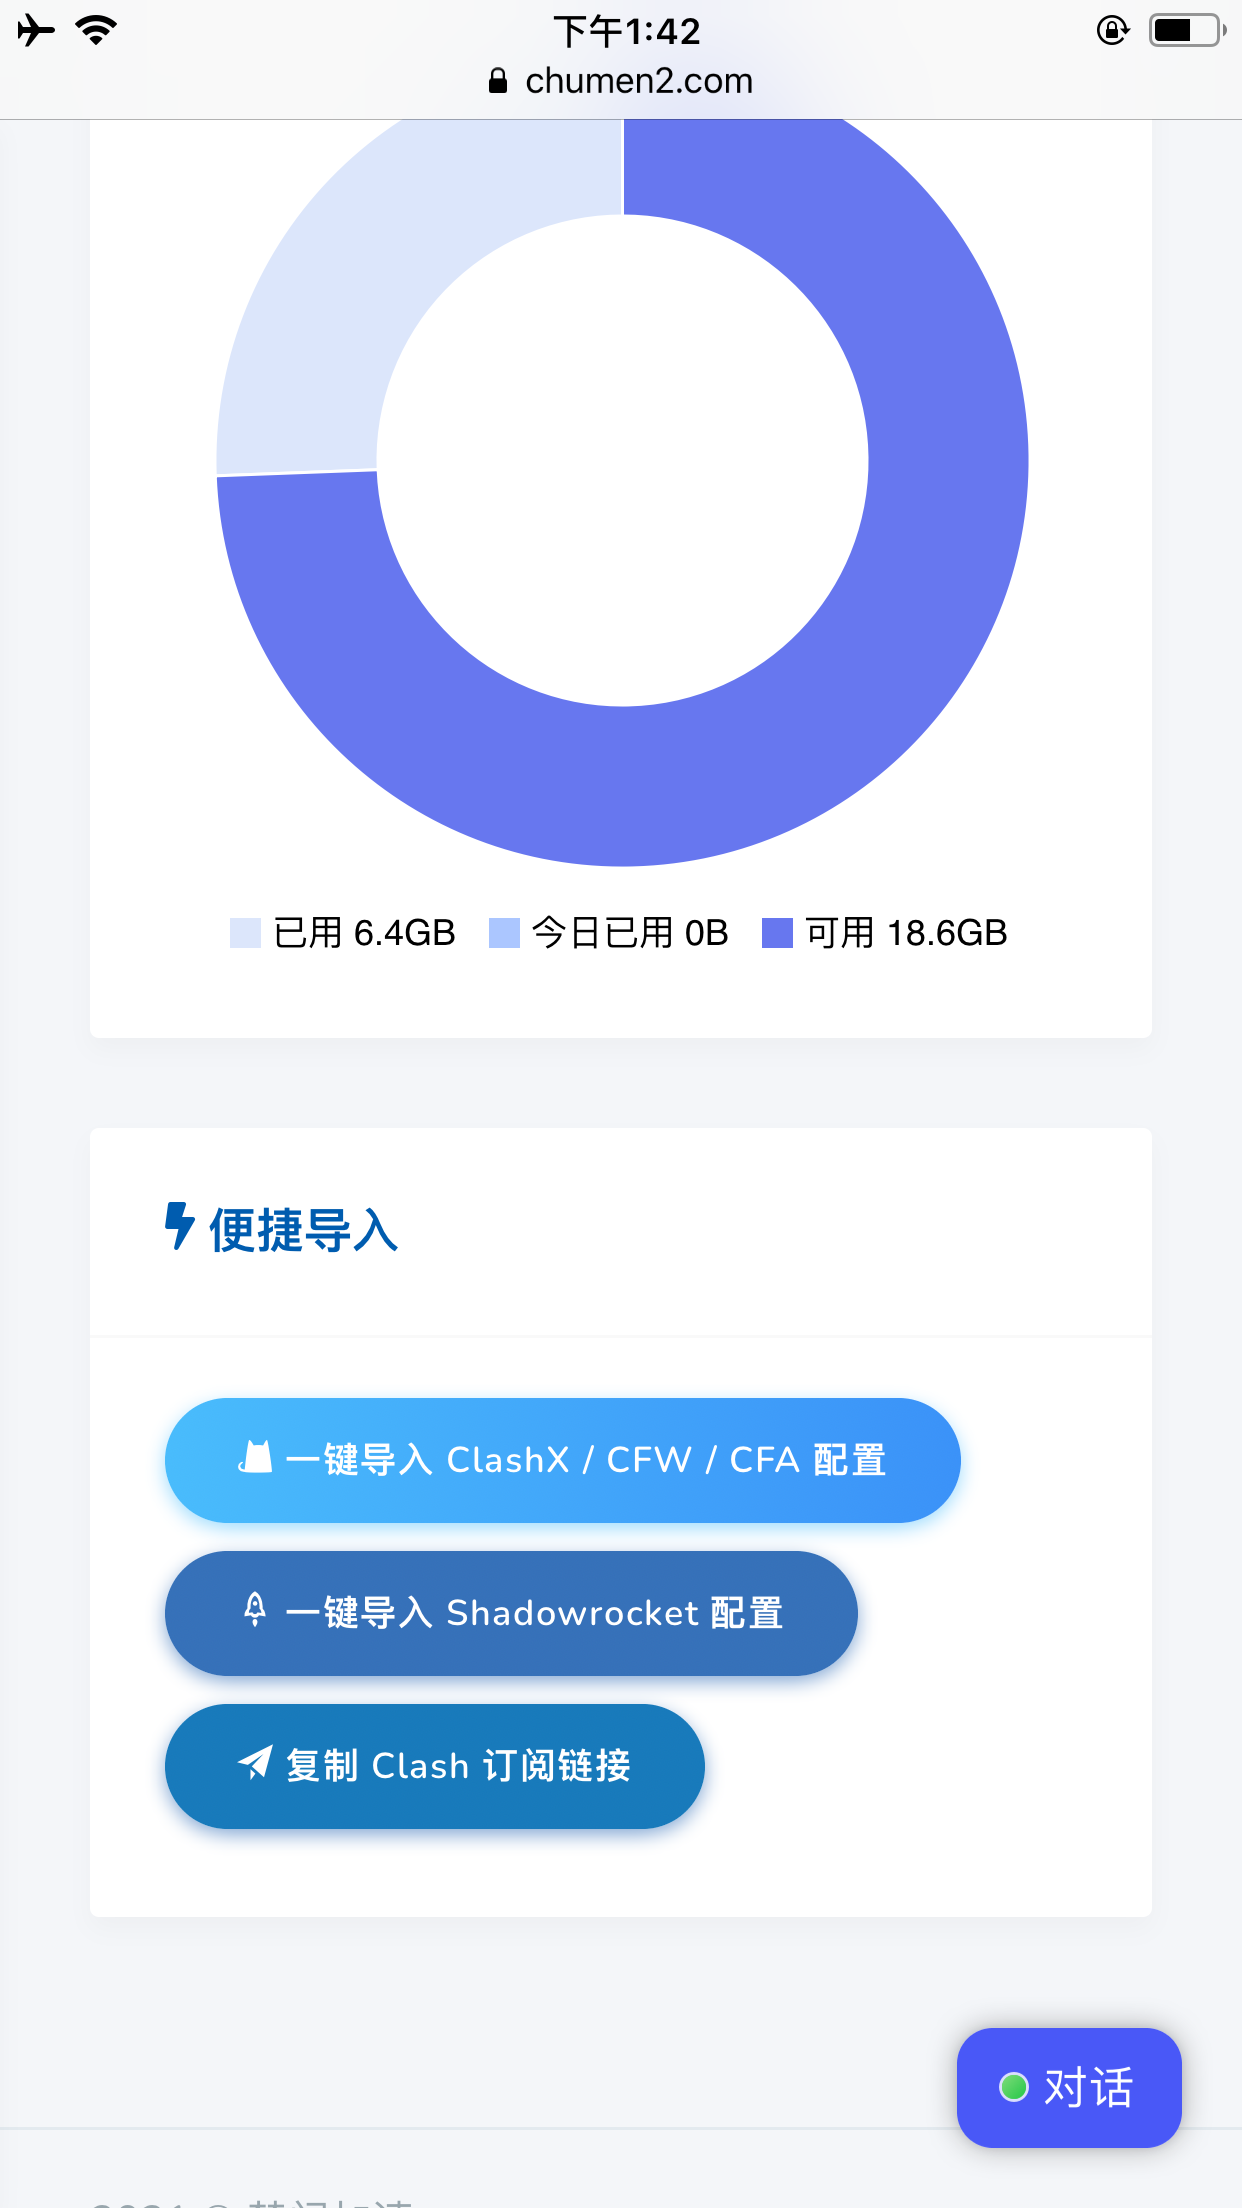 下午1:42
chumen2.com
已用 6.4GB 今日已用 0B 可用 18.6GB
便捷导入
一键导入 ClashX / CFW / CFA 配置
一键导入 Shadowrocket 配置
复制 Clash 订阅链接
对话